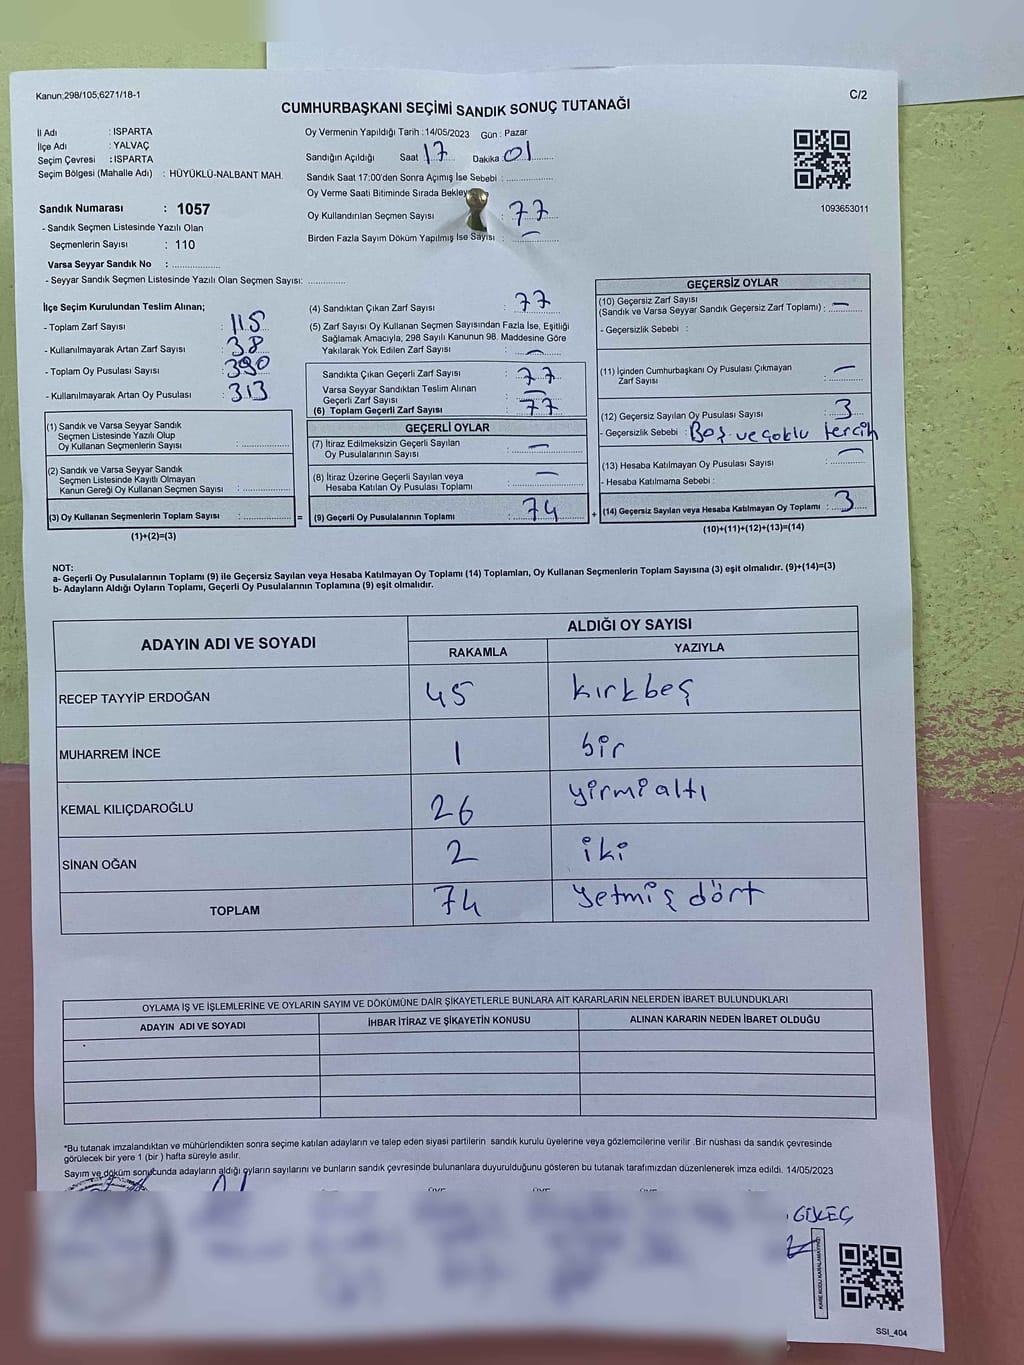 Kanun;298/105,6271/18-1
C/2
CUMHURBAŞKANI SEÇİMİ SANDIK SONUÇ TUTANAĞI
İl Adı : ISPARTA
İlçe Adı : YALVAÇ
Seçim Çevresi : ISPARTA
Seçim Bölgesi (Mahalle Adı) : HÜYÜKLÜ-NALBANT MAH.
Sandık Numarası : 1057
- Sandık Seçmen Listesinde Yazılı Olan
Seçmenlerin Sayısı : 110
Varsa Seyyar Sandık No : ..................
- Seyyar Sandık Seçmen Listesinde Yazılı Olan Seçmen Sayısı: ..............
Oy Vermenin Yapıldığı Tarih :14/05/2023 Gün : Pazar
Sandığın Açıldığı Saat 17 Dakika 01
Sandık Saat 17:00'den Sonra Açımış İse Sebebi : ..................
Oy Verme Saati Bitiminde Sırada Bekley
Oy Kullandırılan Seçmen Sayısı : 77
Birden Fazla Sayım Döküm Yapılmış İse Sayısı : —
1093653011
İlçe Seçim Kurulundan Teslim Alınan;
- Toplam Zarf Sayısı : 115
- Kullanılmayarak Artan Zarf Sayısı : 38
- Toplam Oy Pusulası Sayısı : 390
- Kullanılmayarak Artan Oy Pusulası : 313
(1) Sandık ve Varsa Seyyar Sandık
Seçmen Listesinde Yazılı Olup
Oy Kullanan Seçmenlerin Sayısı : ..............
(2) Sandık ve Varsa Seyyar Sandık
Seçmen Listesinde Kayıtlı Olmayan
Kanun Gereği Oy Kullanan Seçmen Sayısı : ..............
(3) Oy Kullanan Seçmenlerin Toplam Sayısı : .............. =
(1)+(2)=(3)
(4) Sandıktan Çıkan Zarf Sayısı : 77
(5) Zarf Sayısı Oy Kullanan Seçmen Sayısından Fazla İse, Eşitliği
Sağlamak Amacıyla; 298 Sayılı Kanunun 98. Maddesine Göre
Yakılarak Yok Edilen Zarf Sayısı : —
Sandıkta Çıkan Geçerli Zarf Sayısı : 77
Varsa Seyyar Sandıktan Teslim Alınan
Geçerli Zarf Sayısı : —
(6) Toplam Geçerli Zarf Sayısı : 77
GEÇERLİ OYLAR
(7) İtiraz Edilmeksizin Geçerli Sayılan
Oy Pusulalarının Sayısı : —
(8) İtiraz Üzerine Geçerli Sayılan veya
Hesaba Katılan Oy Pusulası Toplamı : —
(9) Geçerli Oy Pusulalarının Toplamı : 74 +
GEÇERSİZ OYLAR
(10) Geçersiz Zarf Sayısı
(Sandık ve Varsa Seyyar Sandık Geçersiz Zarf Toplamı) : —
- Geçersizlik Sebebi :
(11) İçinden Cumhurbaşkanı Oy Pusulası Çıkmayan
Zarf Sayısı : —
(12) Geçersiz Sayılan Oy Pusulası Sayısı : 3
- Geçersizlik Sebebi : Boş ve çoklu tercih
(13) Hesaba Katılmayan Oy Pusulası Sayısı : —
- Hesaba Katılmama Sebebi :
(14) Geçersiz Sayılan veya Hesaba Katılmayan Oy Toplamı : 3
(10)+(11)+(12)+(13)=(14)
NOT:
a- Geçerli Oy Pusulalarının Toplamı (9) ile Geçersiz Sayılan veya Hesaba Katılmayan Oy Toplamı (14) Toplamları, Oy Kullanan Seçmenlerin Toplam Sayısına (3) eşit olmalıdır. (9)+(14)=(3)
b- Adayların Aldığı Oyların Toplamı, Geçerli Oy Pusulalarının Toplamına (9) eşit olmalıdır.
ADAYIN ADI VE SOYADI
ALDIĞI OY SAYISI
RAKAMLA YAZIYLA
RECEP TAYYİP ERDOĞAN 45 kırkbeş
MUHARREM İNCE 1 bir
KEMAL KILIÇDAROĞLU 26 yirmialtı
SİNAN OĞAN 2 iki
TOPLAM 74 yetmiş dört
OYLAMA İŞ VE İŞLEMLERİNE VE OYLARIN SAYIM VE DÖKÜMÜNE DAİR ŞİKAYETLERLE BUNLARA AİT KARARLARIN NELERDEN İBARET BULUNDUKLARI
ADAYIN ADI VE SOYADI İHBAR İTİRAZ VE ŞİKAYETİN KONUSU ALINAN KARARIN NEDEN İBARET OLDUĞU
*Bu tutanak imzalandıktan ve mühürlendikten sonra seçime katılan adayların ve talep eden siyasi partilerin sandık kurulu üyelerine veya gözlemcilerine verilir .Bir nüshası da sandık çevresinde
görülecek bir yere 1 (bir ) hafta süreyle asılır.
Sayım ve döküm sonucunda adayların aldığı oyların sayılarını ve bunların sandık çevresinde bulunanlara duyurulduğunu gösteren bu tutanak tarafımızdan düzenlenerek imza edildi. 14/05/2023
SSI_404